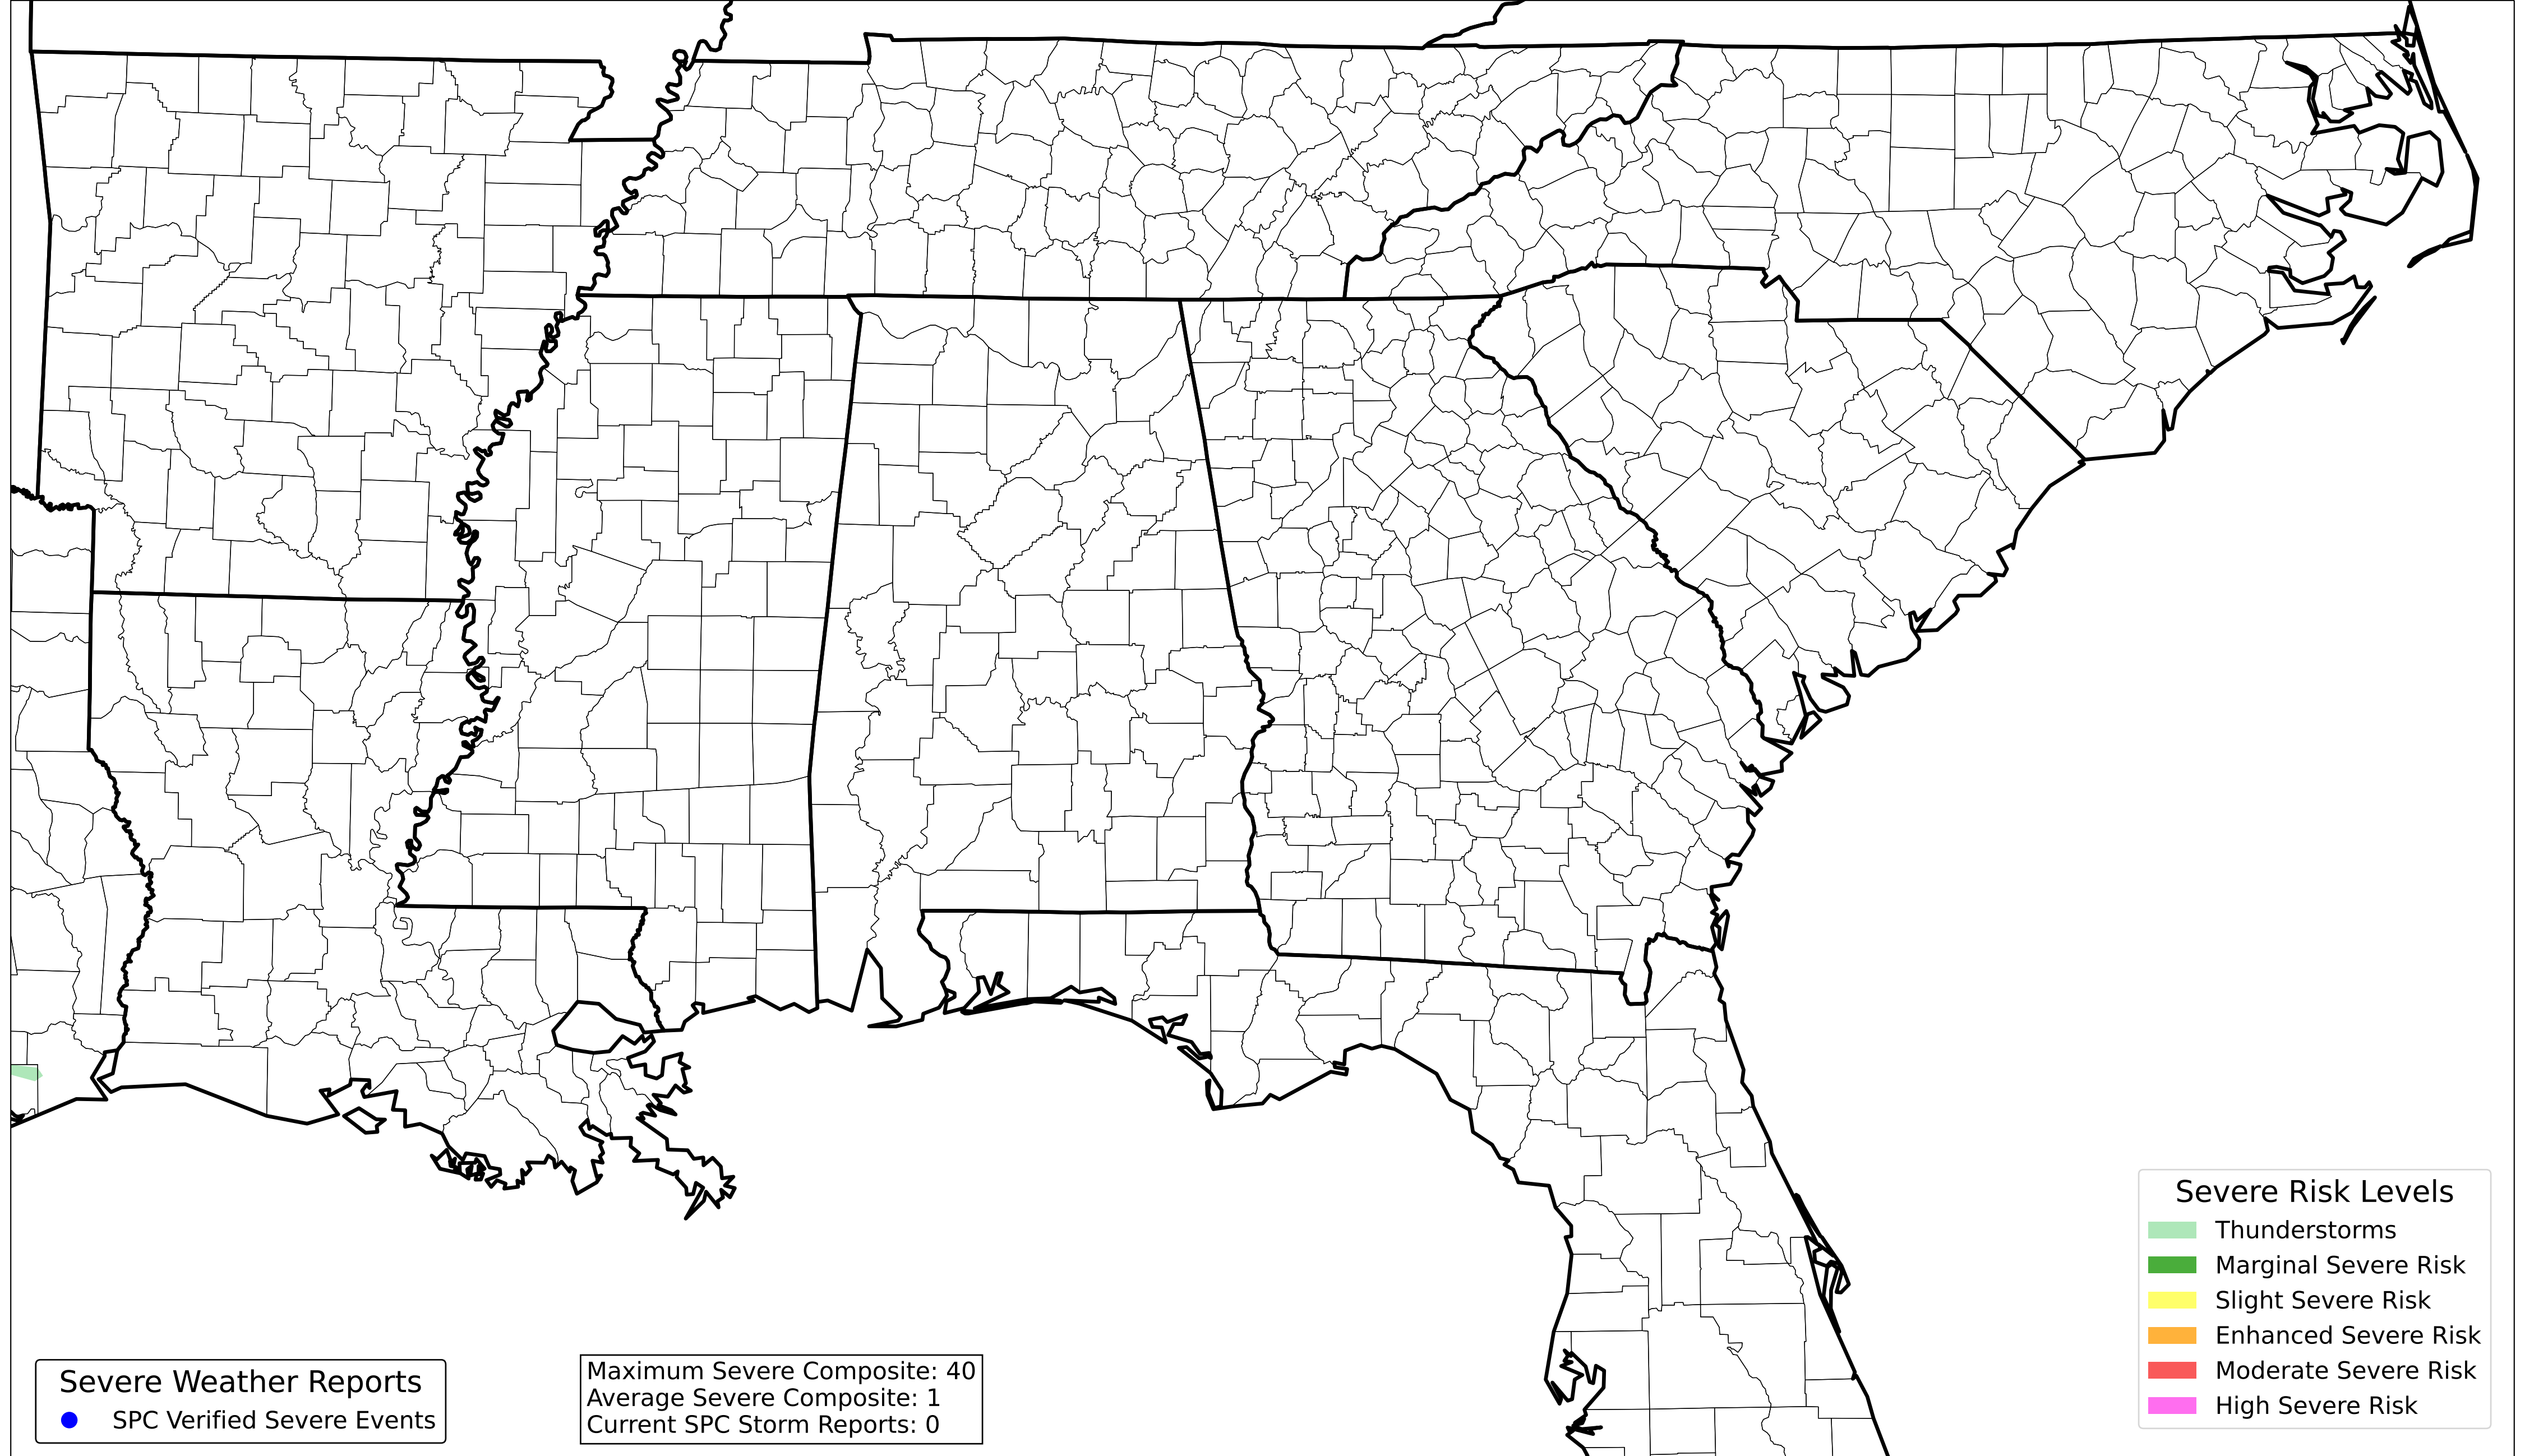 Severe Weather Reports
SPC Verified Severe Events
Maximum Severe Composite: 40
Average Severe Composite: 1
Current SPC Storm Reports: 0
Severe Risk Levels
Thunderstorms
Marginal Severe Risk
Slight Severe Risk
Enhanced Severe Risk
Moderate Severe Risk
High Severe Risk